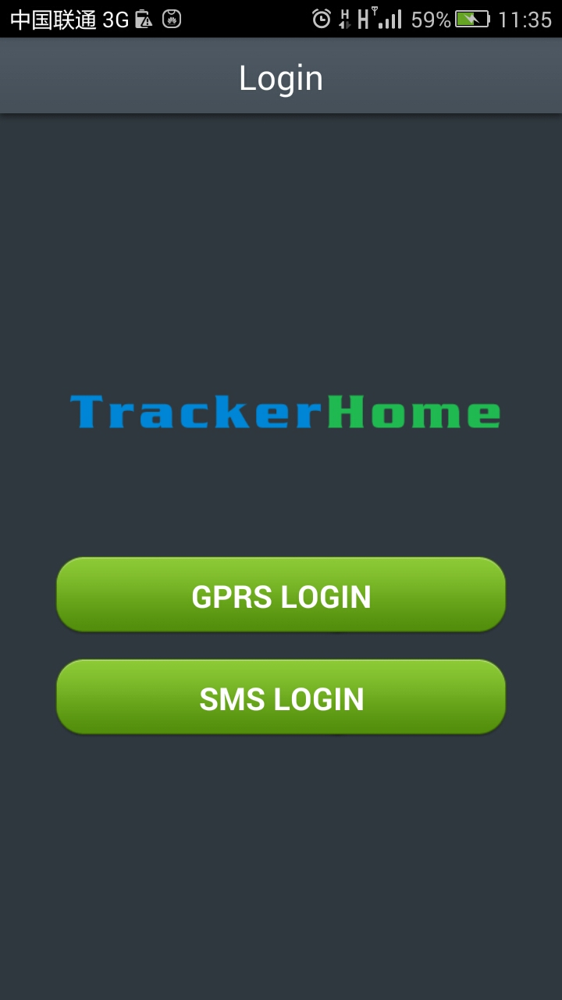 中国联通 3G H H 59% 11:35
Login
TrackerHome
GPRS LOGIN
SMS LOGIN